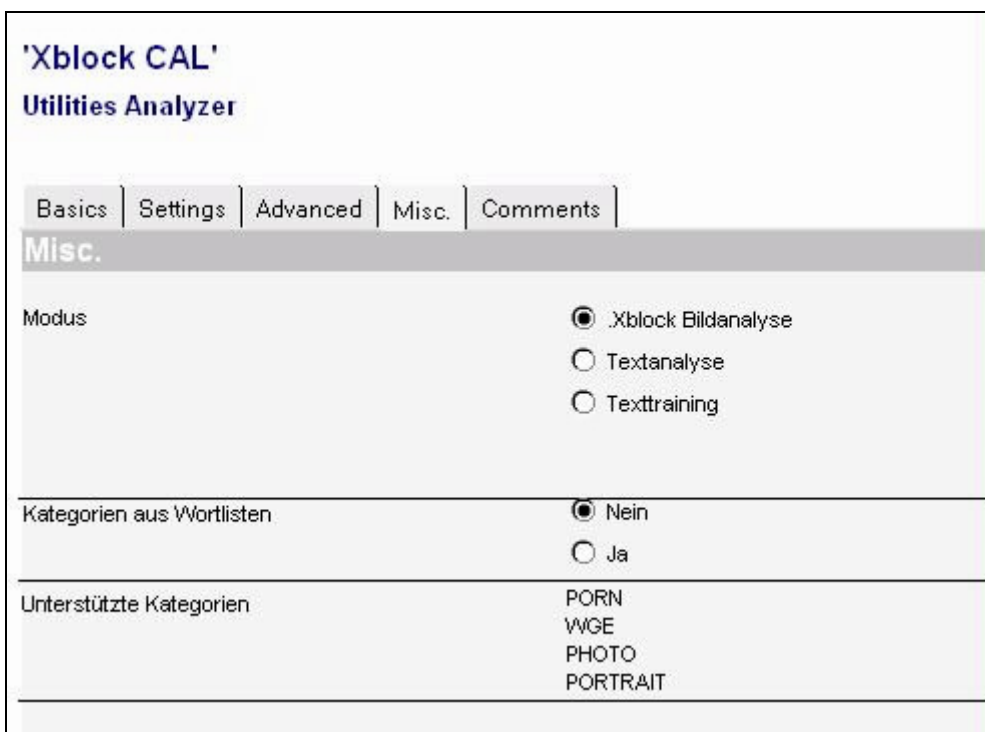 'Xblock CAL'
Utilities Analyzer
Basics Settings Advanced Misc. Comments
Misc.
Modus
.Xblock Bildanalyse
Textanalyse
Texttraining
Kategorien aus Wortlisten
Nein
Ja
Unterstützte Kategorien
PORN
WGE
PHOTO
PORTRAIT